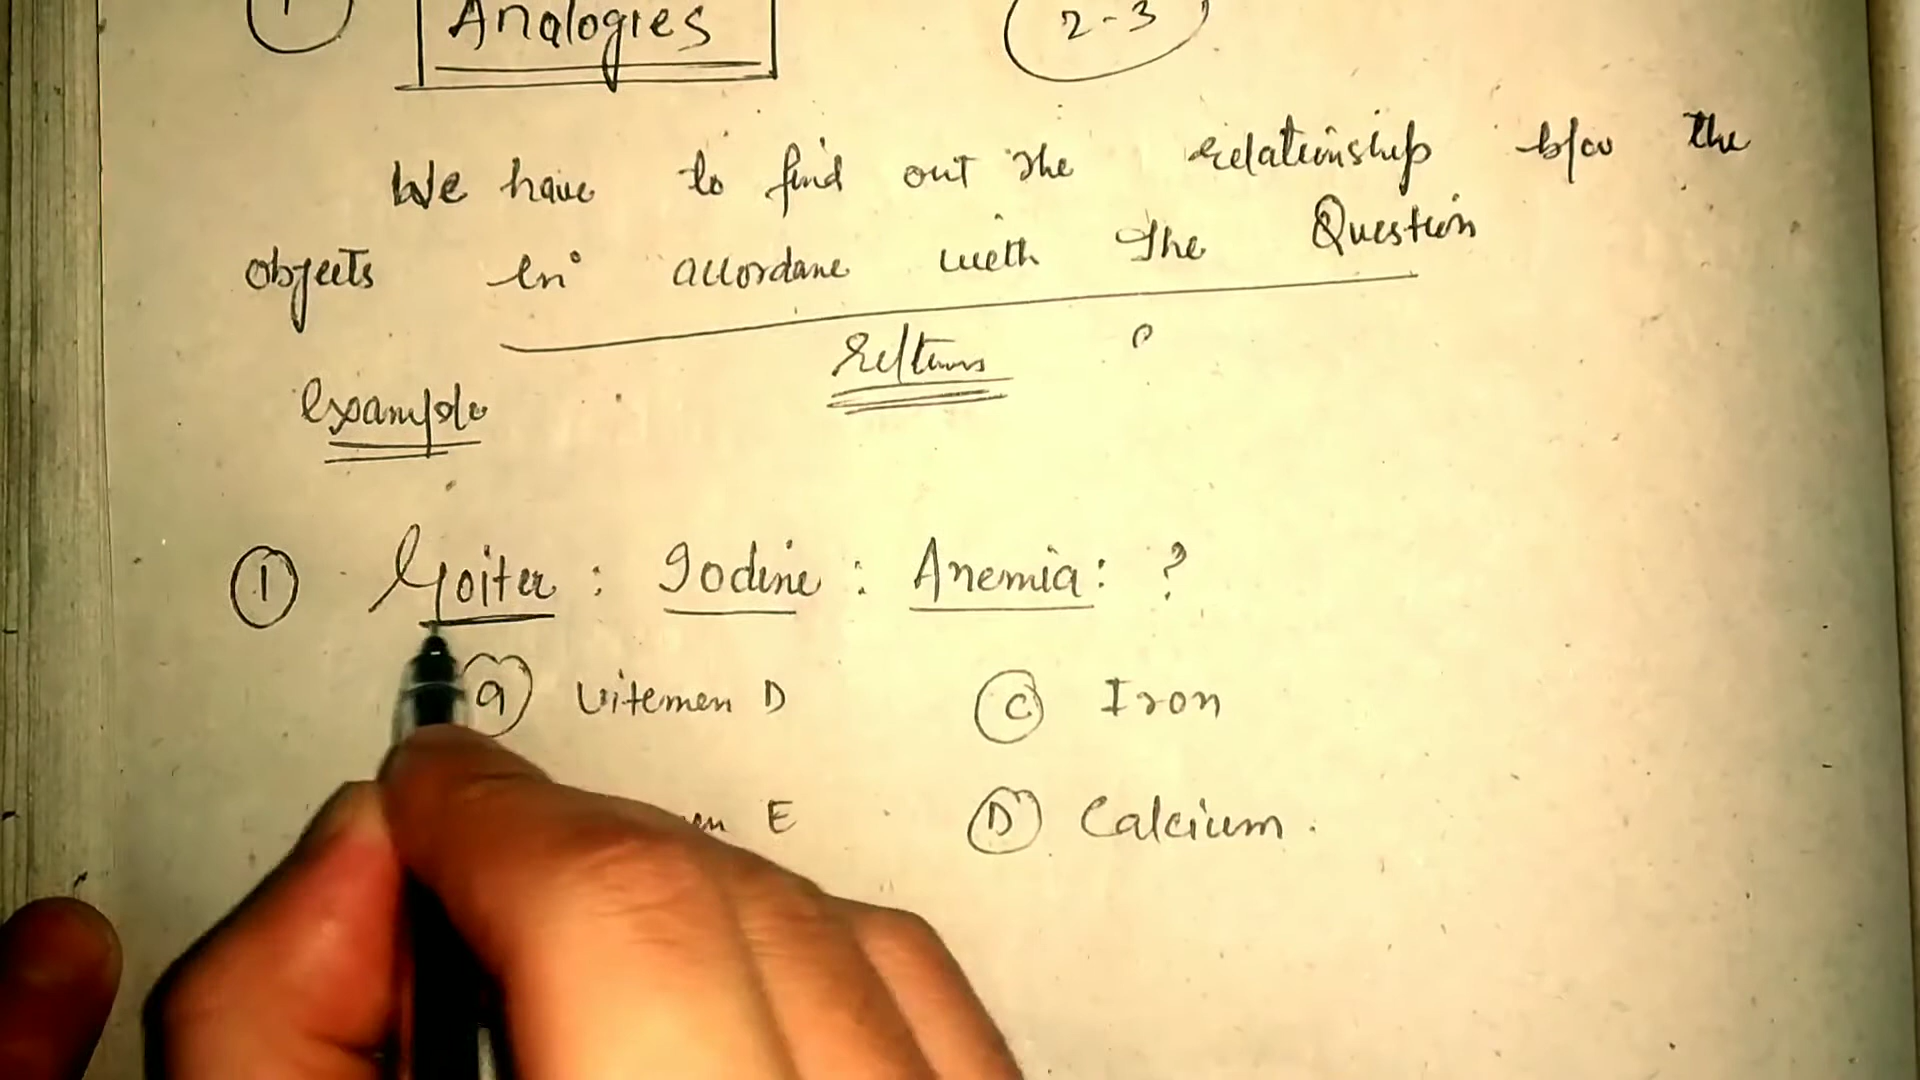 1 Analogies 2-3
We have to find out the relationship b/w the
objects in accordane with the Question
example
① Goiter : Iodine : Anemia : ?
ⓐ Vitemen D Ⓒ Iron
E Ⓓ Calcium.